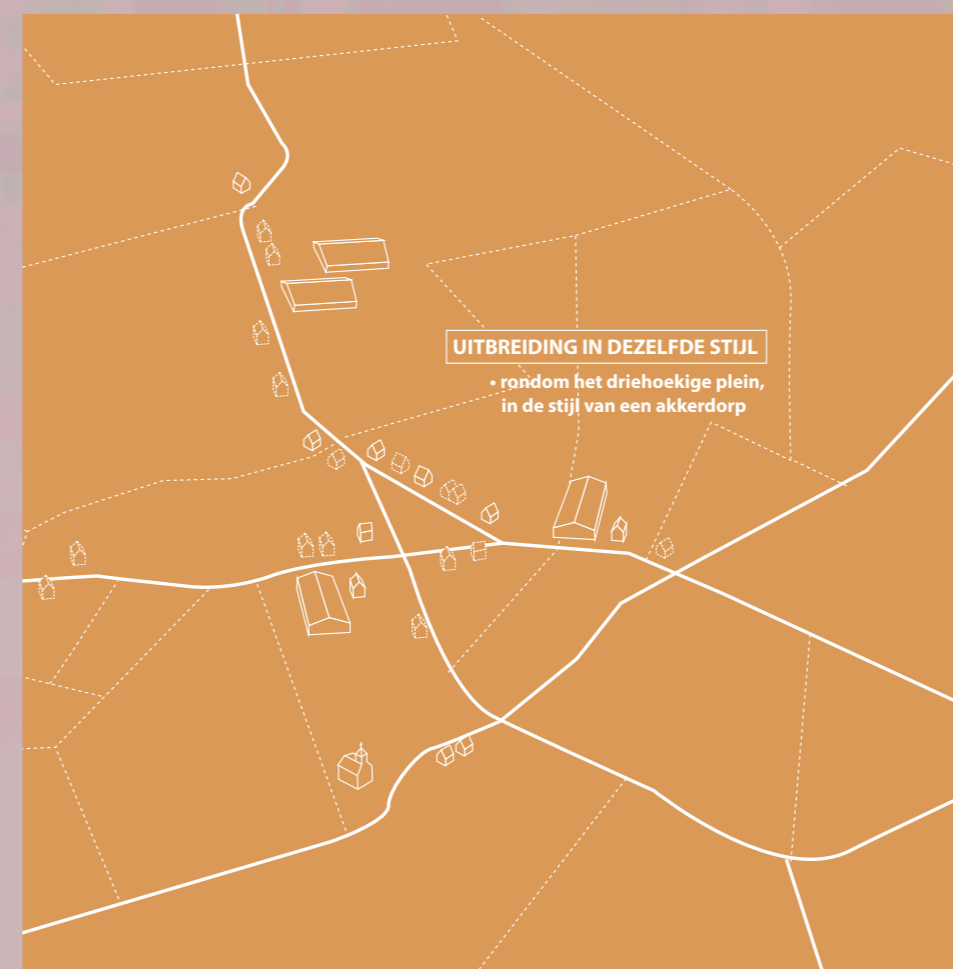 UITBREIDING IN DEZELFDE STIJL
• rondom het driehoekige plein,
in de stijl van een akkerdorp